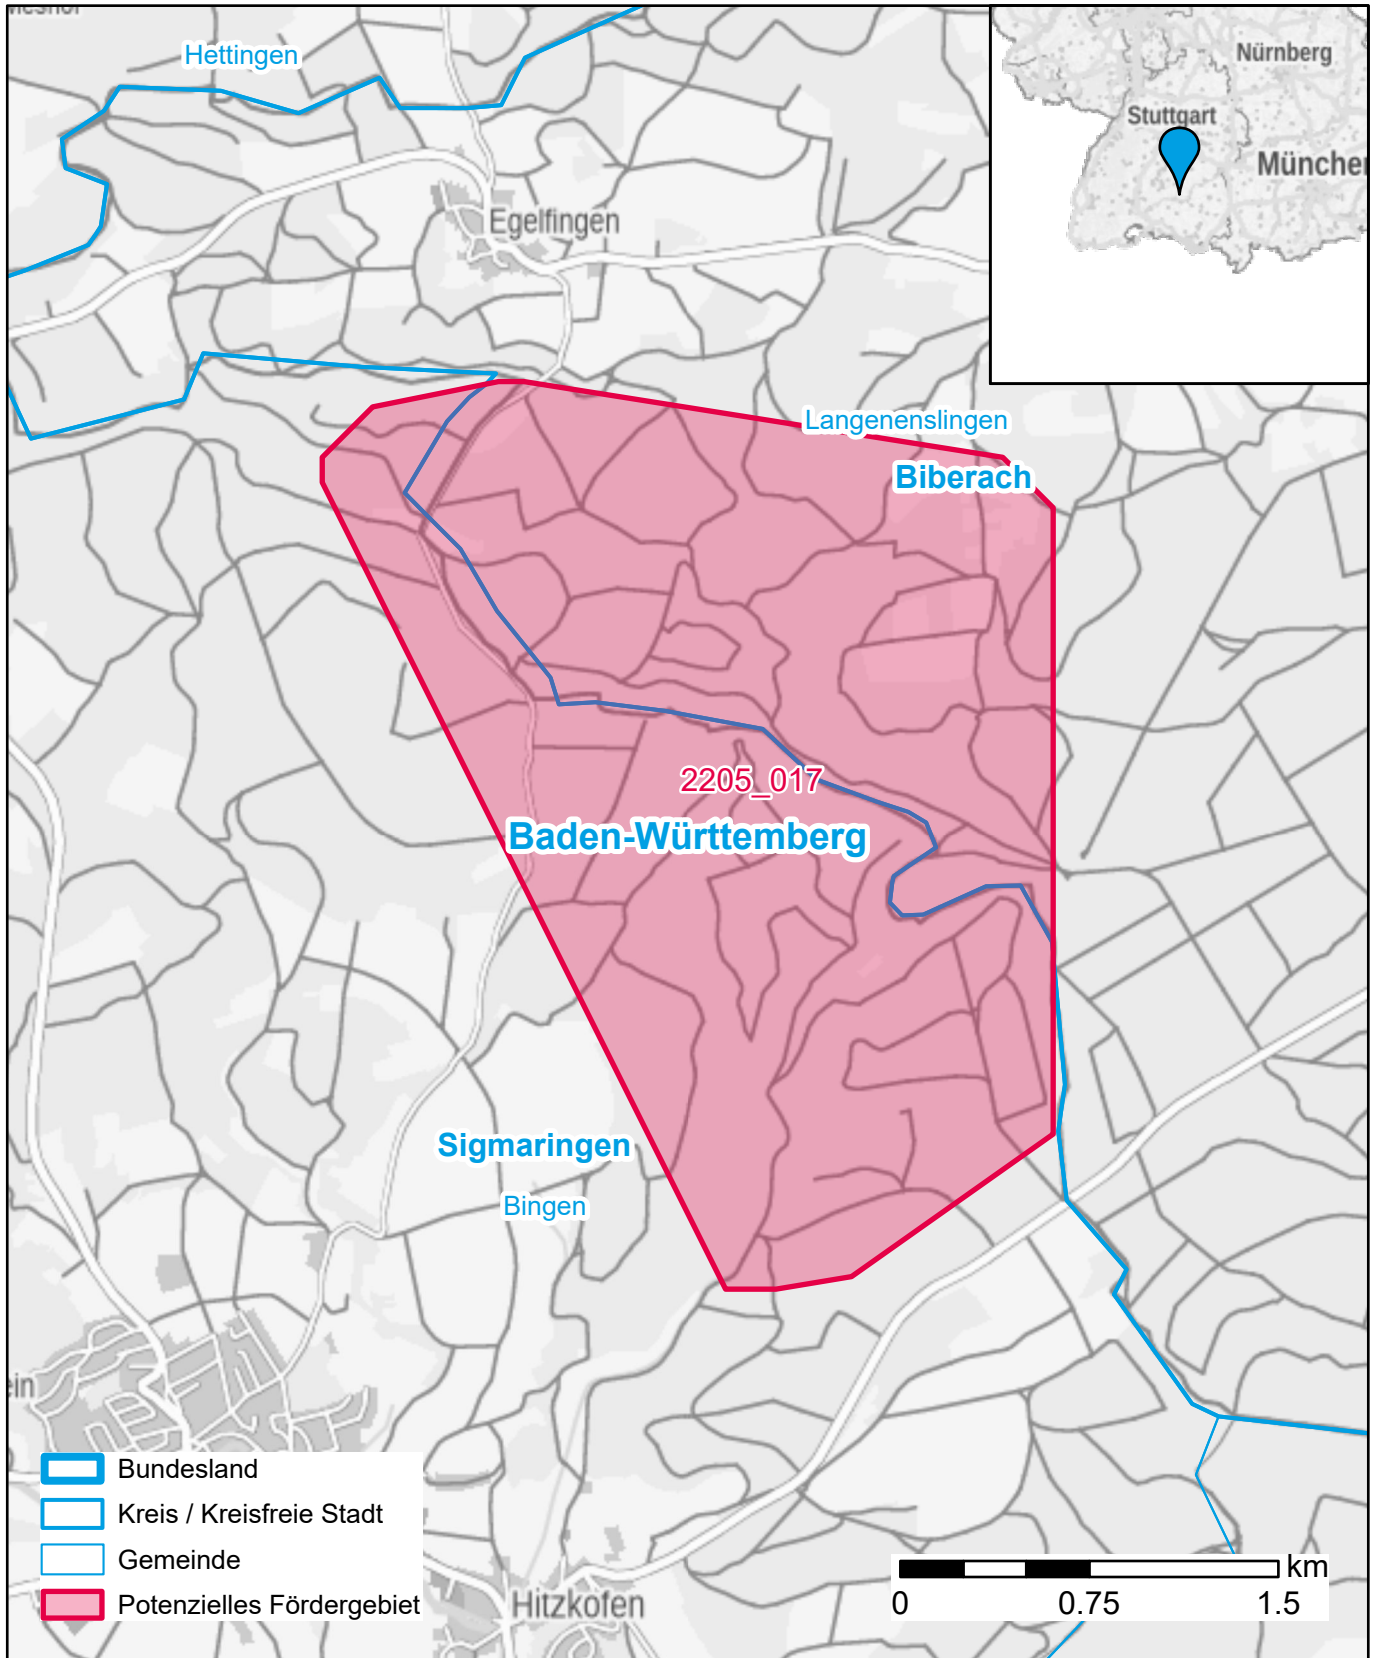 Hettingen
Nürnberg
Stuttgart
Egelfingen
Langenenslingen
Biberach
2205_017
Baden-Württemberg
Sigmaringen
Bingen
ein
Bundesland
Kreis / Kreisfreie Stadt
Gemeinde
Potenzielles Fördergebiet
Hitzkofen
km
0 0.75 1.5